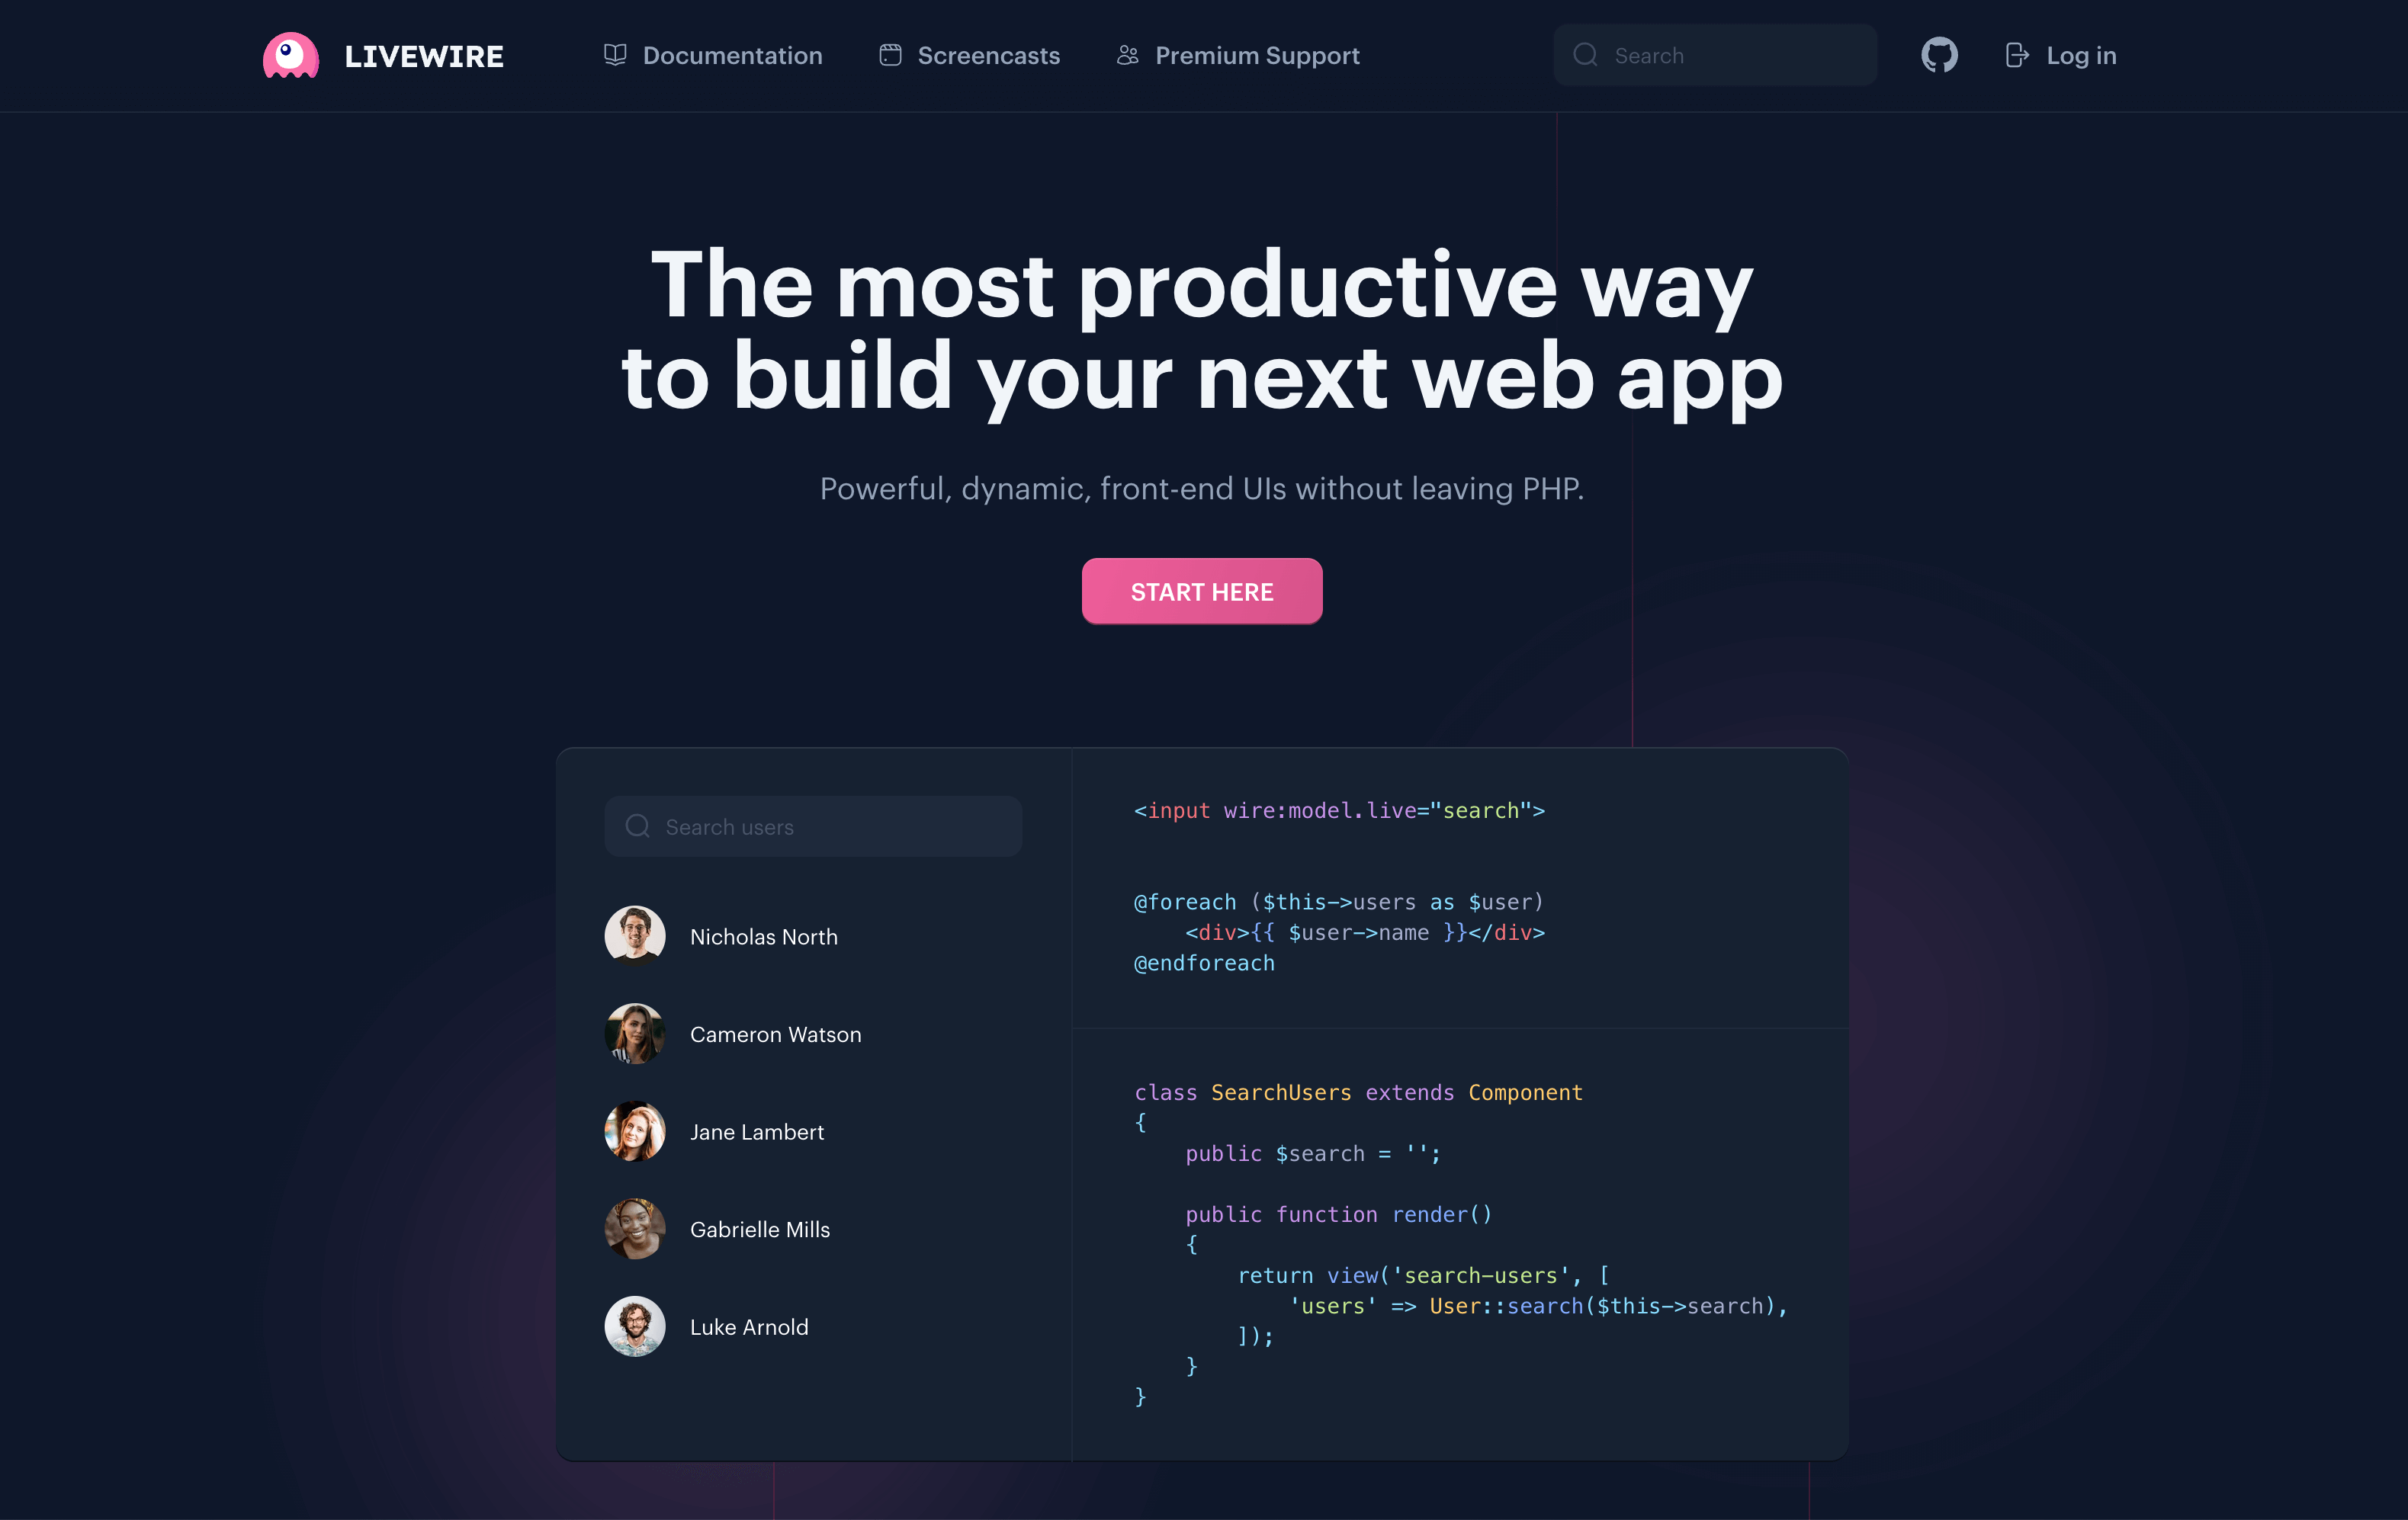 LIVEWIRE
Documentation
Screencasts
Premium Support
Search
Log in
The most productive way
to build your next web app
Powerful, dynamic, front-end UIs without leaving PHP.
START HERE
Search users
Nicholas North
Cameron Watson
Jane Lambert
Gabrielle Mills
Luke Arnold
<input wire:model.live="search">
@foreach ($this->users as $user)
    <div>{{ $user->name }}</div>
@endforeach
class SearchUsers extends Component
{
    public $search = '';
    public function render()
    {
        return view('search-users', [
            'users' => User::search($this->search),
        ]);
    }
}